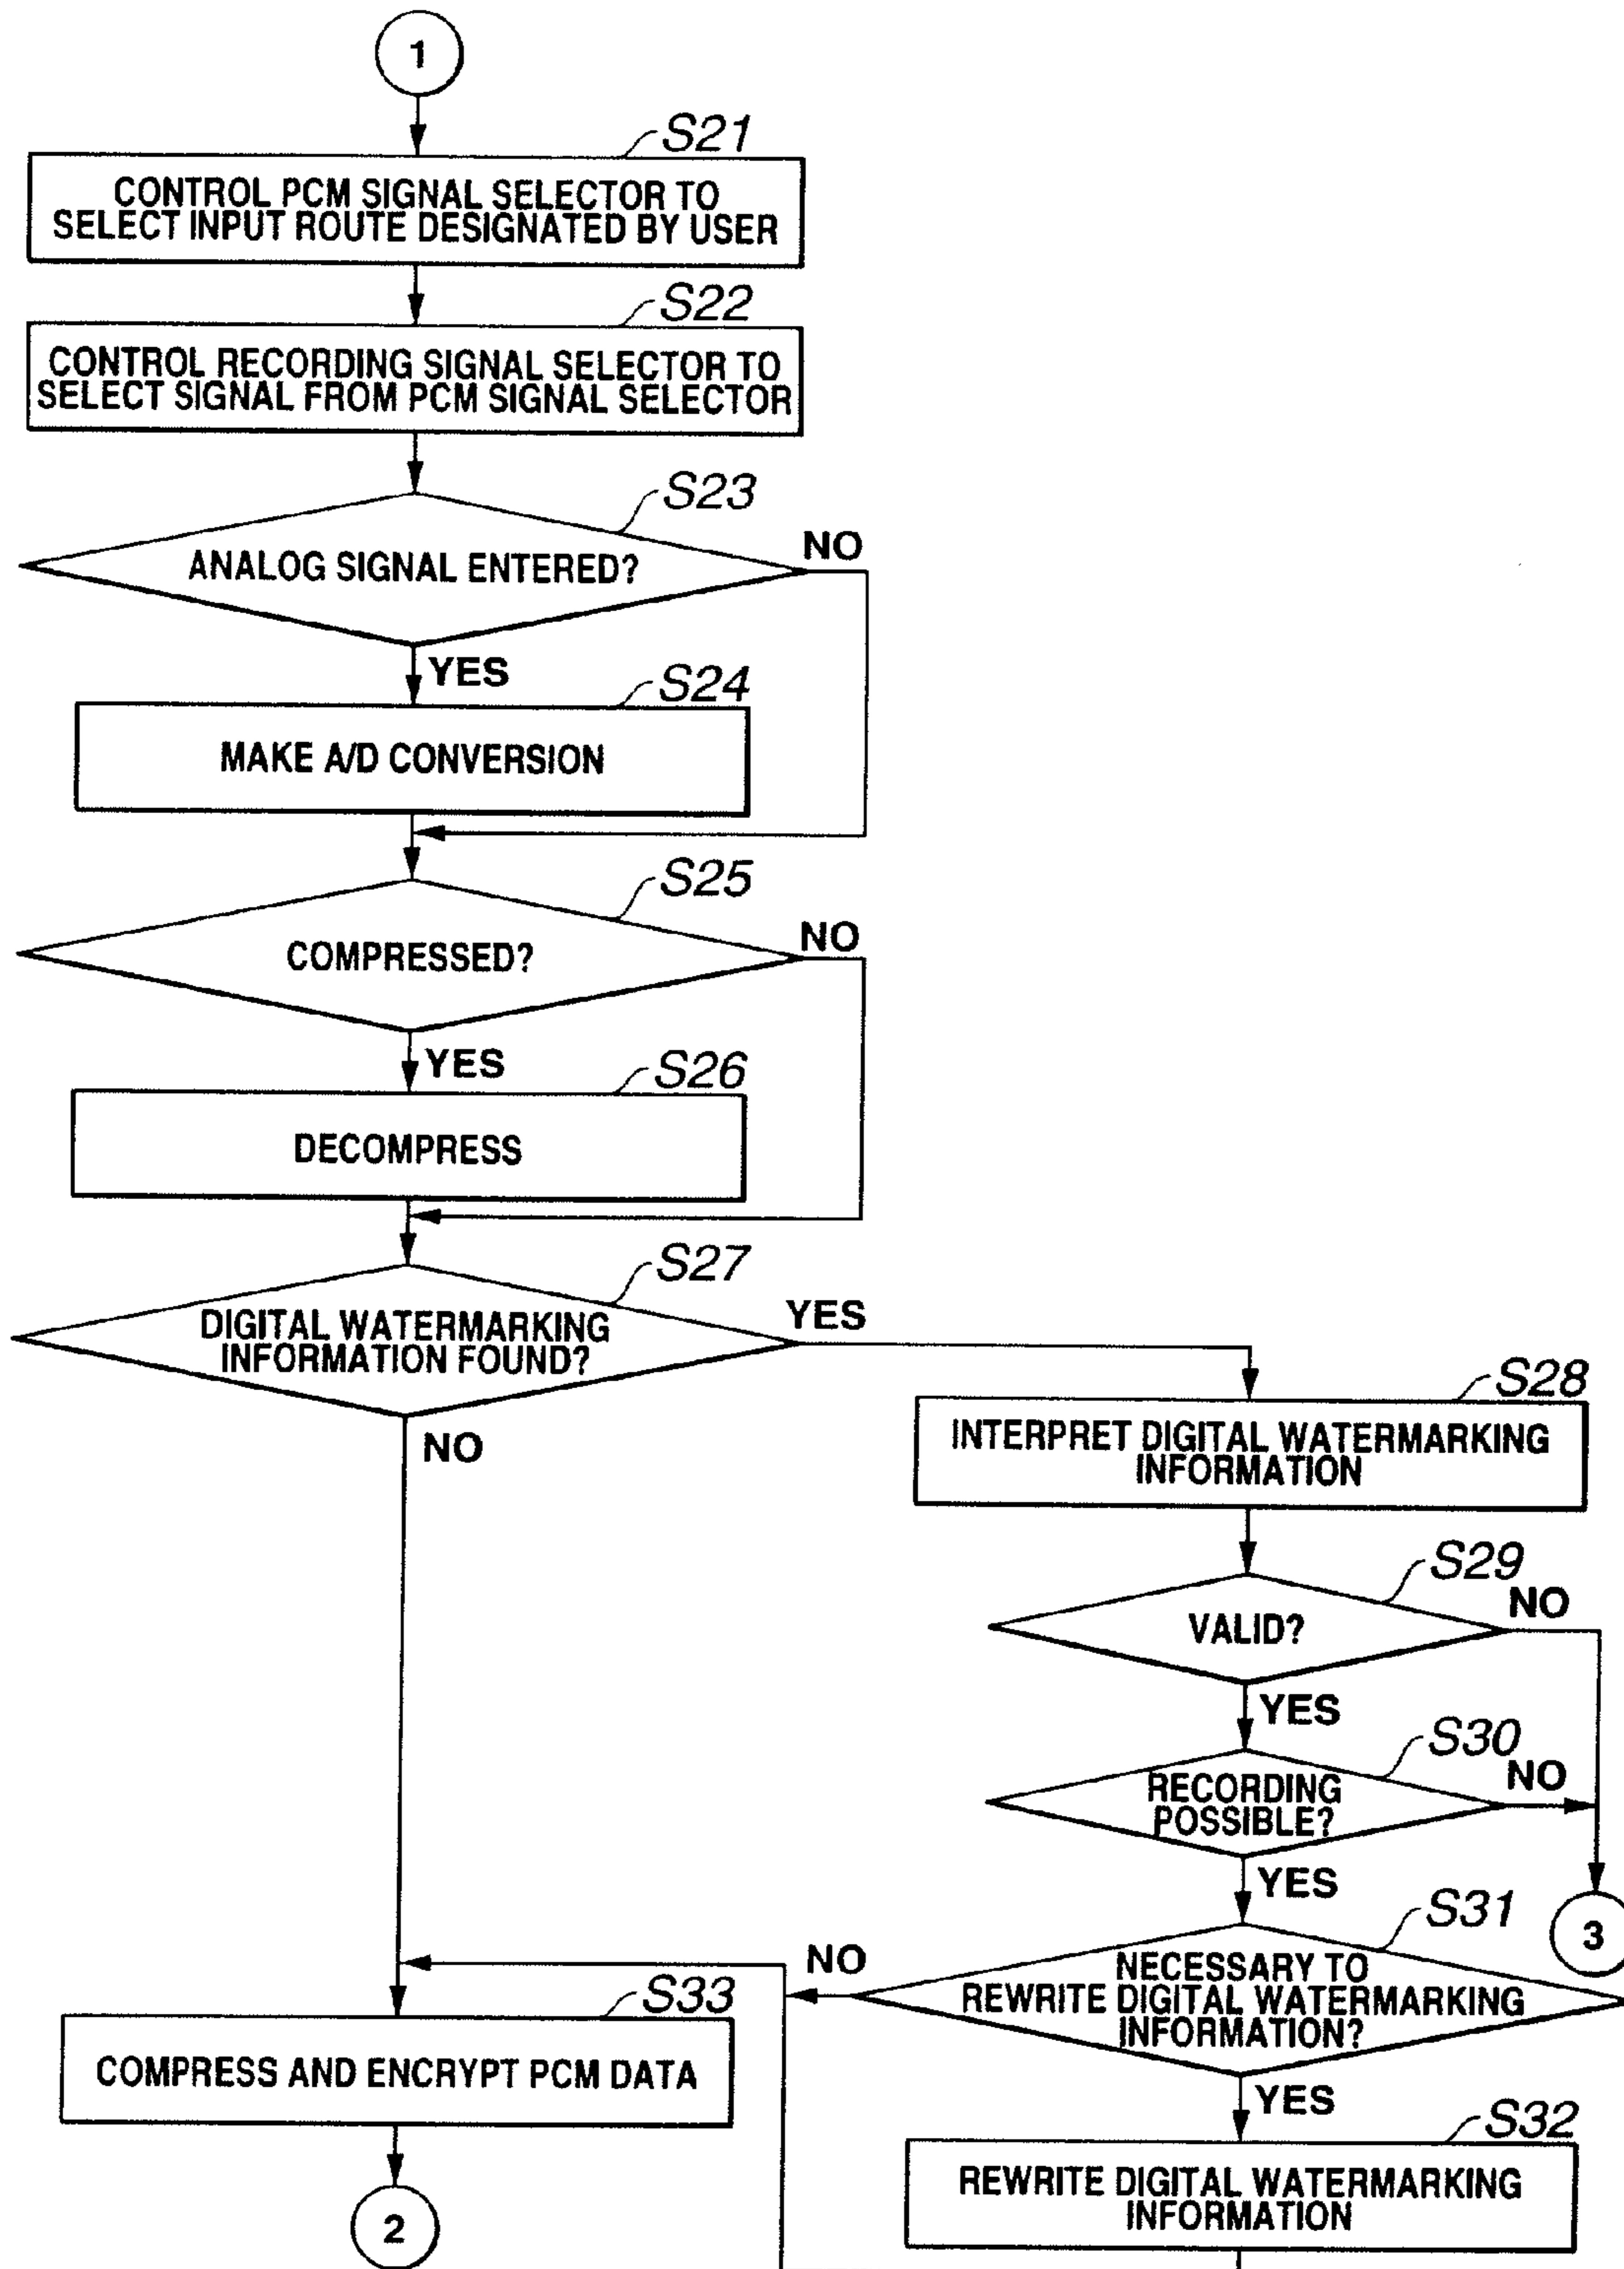 1
S21
CONTROL PCM SIGNAL SELECTOR TO
SELECT INPUT ROUTE DESIGNATED BY USER
S22
CONTROL RECORDING SIGNAL SELECTOR TO
SELECT SIGNAL FROM PCM SIGNAL SELECTOR
S23
ANALOG SIGNAL ENTERED?
NO
YES
S24
MAKE A/D CONVERSION
S25
COMPRESSED?
NO
YES
S26
DECOMPRESS
S27
DIGITAL WATERMARKING
INFORMATION FOUND?
YES
NO
S28
INTERPRET DIGITAL WATERMARKING
INFORMATION
S29
VALID?
NO
YES
S30
RECORDING
POSSIBLE?
NO
YES
3
S31
NECESSARY TO
REWRITE DIGITAL WATERMARKING
INFORMATION?
NO
YES
S32
REWRITE DIGITAL WATERMARKING
INFORMATION
S33
COMPRESS AND ENCRYPT PCM DATA
2